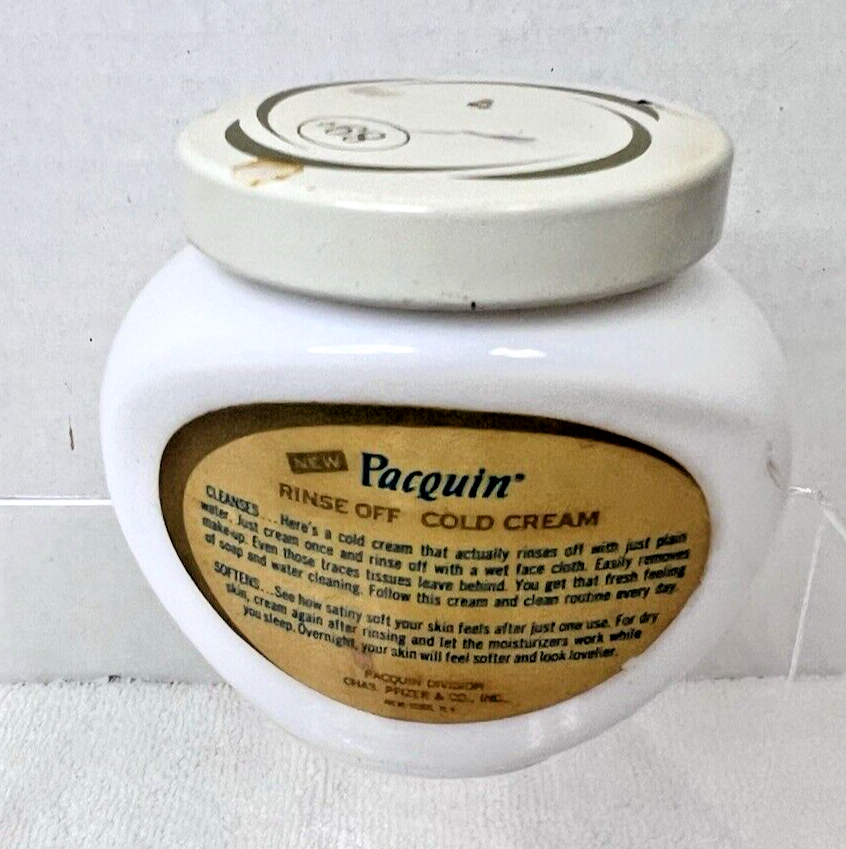 NEW Pacquin®
RINSE OFF COLD CREAM
CLEANSES...Here's a cold cream that actually rinses off with just plain
water. Just cream once and rinse off with a wet face cloth. Easily removes
make-up. Even those traces tissues leave behind. You get that fresh feeling
of soap and water cleaning. Follow this cream and clean routine every day.
SOFTENS...See how satiny soft your skin feels after just one use. For dry
skin, cream again after rinsing and let the moisturizers work while
you sleep. Overnight, your skin will feel softer and look lovelier.
PACQUIN DIVISION
CHAS. PFIZER & CO., INC.
NEW YORK, N.Y.